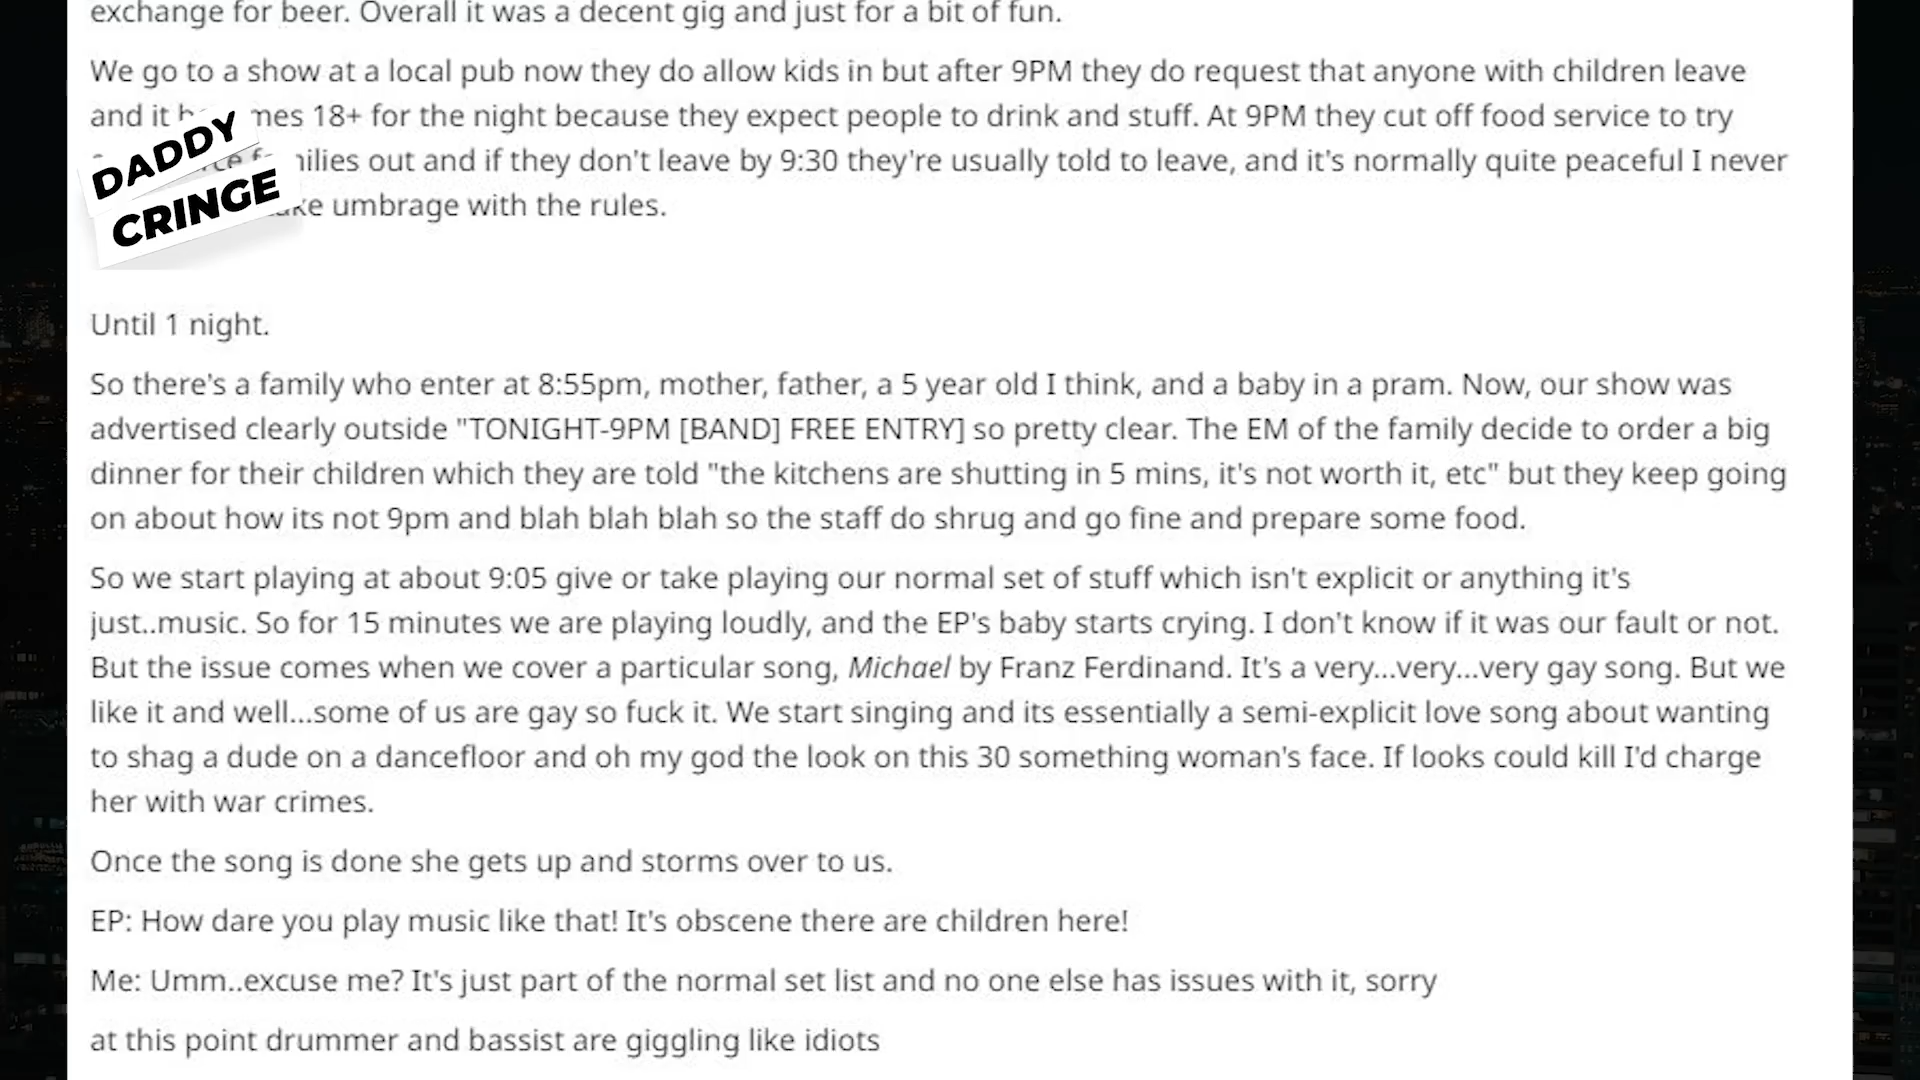 exchange for beer. Overall it was a decent gig and just for a bit of fun.
We go to a show at a local pub now they do allow kids in but after 9PM they do request that anyone with children leave
and it mes 18+ for the night because they expect people to drink and stuff. At 9PM they cut off food service to try
DADDY
ilies out and if they don't leave by 9:30 they're usually told to leave, and it's normally quite peaceful I never
CRINGE
ke umbrage with the rules.
Until 1 night.
So there's a family who enter at 8:55pm, mother, father, a 5 year old I think, and a baby in a pram. Now, our show was
advertised clearly outside "TONIGHT-9PM [BAND] FREE ENTRY] so pretty clear. The EM of the family decide to order a big
dinner for their children which they are told "the kitchens are shutting in 5 mins, it's not worth it, etc" but they keep going
on about how its not 9pm and blah blah blah so the staff do shrug and go fine and prepare some food.
So we start playing at about 9:05 give or take playing our normal set of stuff which isn't explicit or anything it's
just..music. So for 15 minutes we are playing loudly, and the EP's baby starts crying. I don't know if it was our fault or not.
But the issue comes when we cover a particular song, Michael by Franz Ferdinand. It's a very...very...very gay song. But we
like it and well...some of us are gay so fuck it. We start singing and its essentially a semi-explicit love song about wanting
to shag a dude on a dancefloor and oh my god the look on this 30 something woman's face. If looks could kill I'd charge
her with war crimes.
Once the song is done she gets up and storms over to us.
EP: How dare you play music like that! It's obscene there are children here!
Me: Umm..excuse me? It's just part of the normal set list and no one else has issues with it, sorry
at this point drummer and bassist are giggling like idiots